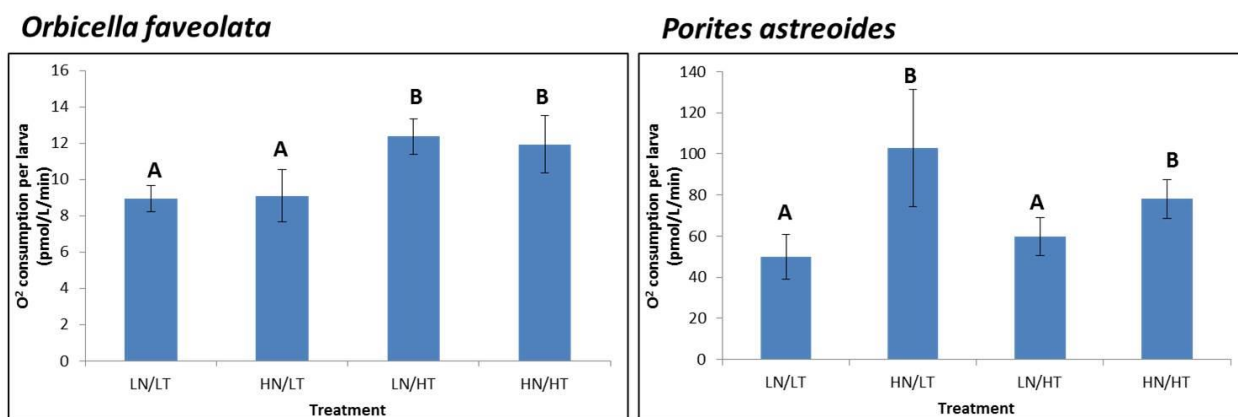 Orbicella faveolata
O² consumption per larva
(pmol/L/min)
16
14
12
10
8
6
4
2
0
A
A
B
B
LN/LT
HN/LT
LN/HT
HN/HT
Treatment
Porites astreoides
O² consumption per larva
(pmol/L/min)
140
120
100
80
60
40
20
0
A
B
A
B
LN/LT
HN/LT
LN/HT
HN/HT
Treatment